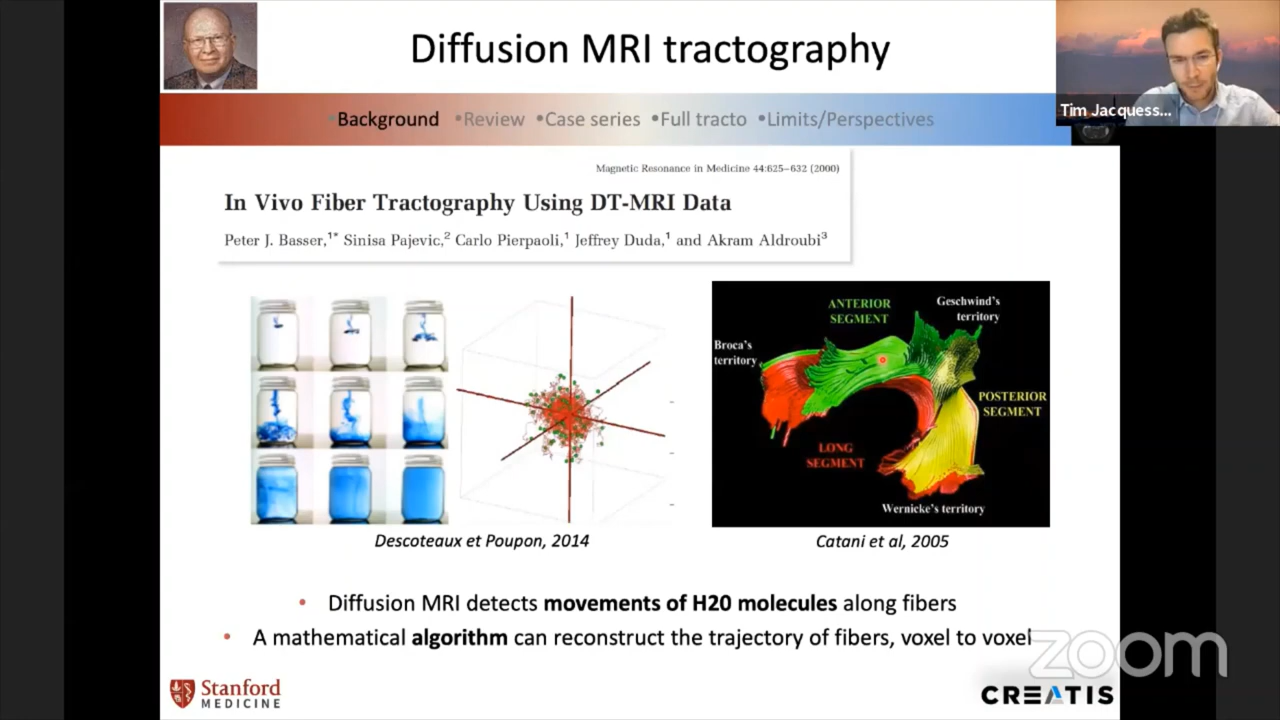 Diffusion MRI tractography
Tim Jacquess...
•Background •Review •Case series •Full tracto •Limits/Perspectives
Magnetic Resonance in Medicine 44:625–632 (2000)
In Vivo Fiber Tractography Using DT-MRI Data
Peter J. Basser,1* Sinisa Pajevic,2 Carlo Pierpaoli,1 Jeffrey Duda,1 and Akram Aldroubi3
ANTERIOR
SEGMENT
Geschwind's
territory
Broca's
territory
POSTERIOR
SEGMENT
LONG
SEGMENT
Wernicke's territory
Descoteaux et Poupon, 2014
Catani et al, 2005
• Diffusion MRI detects movements of H20 molecules along fibers
• A mathematical algorithm can reconstruct the trajectory of fibers, voxel to voxel
zoom
Stanford
MEDICINE
CREATIS